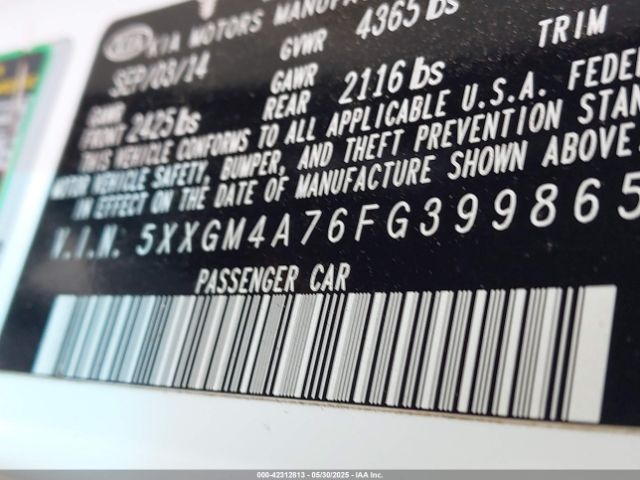 KIA MOTORS MANUFA
SEP/03/14
GVWR 4365 lbs
GAWR FRONT 2425 lbs
GAWR REAR 2116 lbs
TRIM
THIS VEHICLE CONFORMS TO ALL APPLICABLE U.S.A. FEDE
MOTOR VEHICLE SAFETY, BUMPER, AND THEFT PREVENTION STAN
IN EFFECT ON THE DATE OF MANUFACTURE SHOWN ABOVE
V.I.N. 5XXGM4A76FG399865
PASSENGER CAR
000-42312613 - 05/30/2025 - IAA Inc.